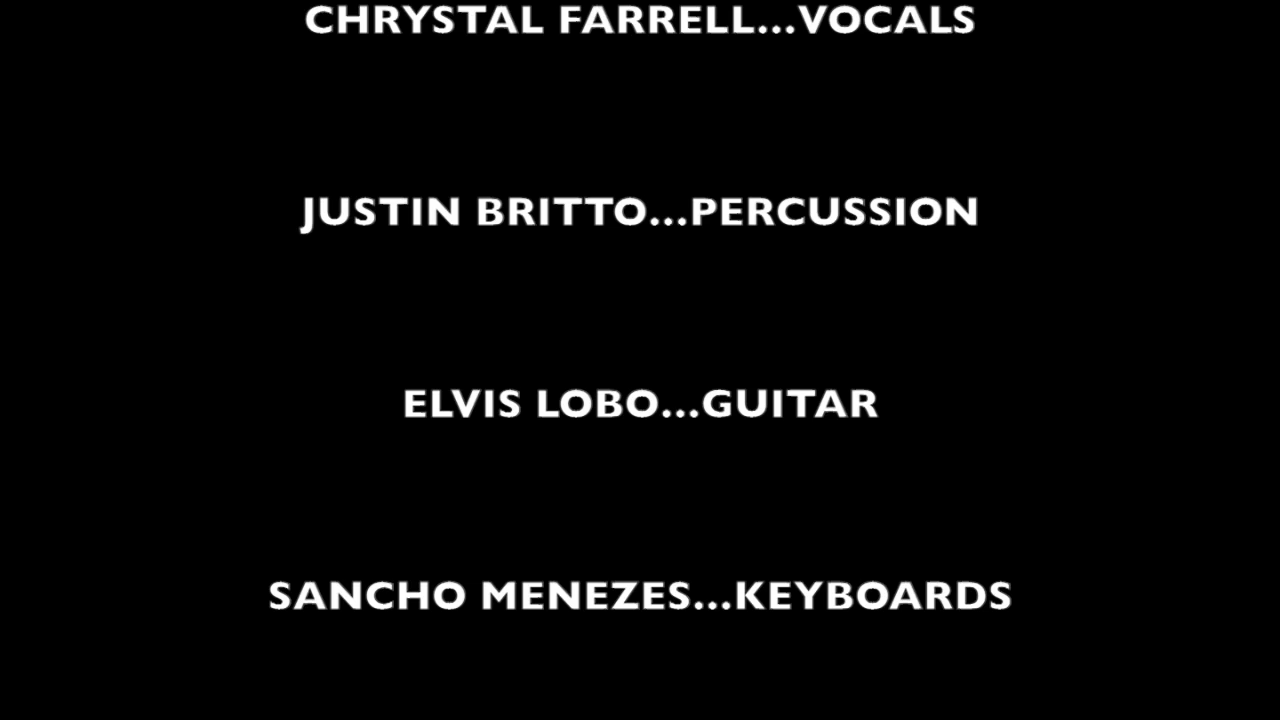 CHRYSTAL FARRELL...VOCALS
JUSTIN BRITTO...PERCUSSION
ELVIS LOBO...GUITAR
SANCHO MENEZES...KEYBOARDS